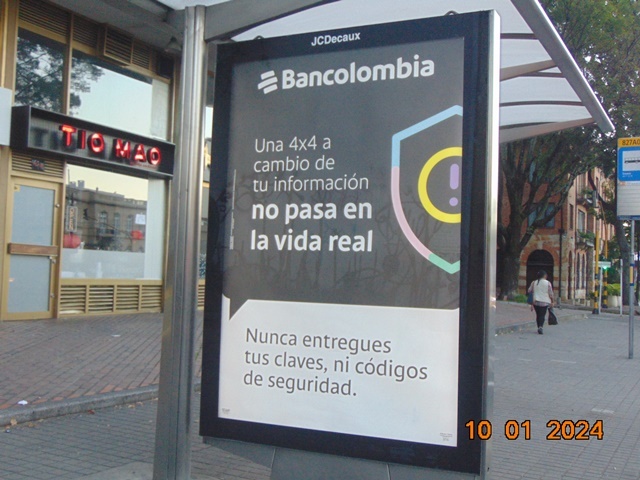 JCDecaux
Bancolombia
TIO MAO
Una 4x4 a
cambio de
tu información
no pasa en
la vida real
Nunca entregues
tus claves, ni códigos
de seguridad.
10 01 2024